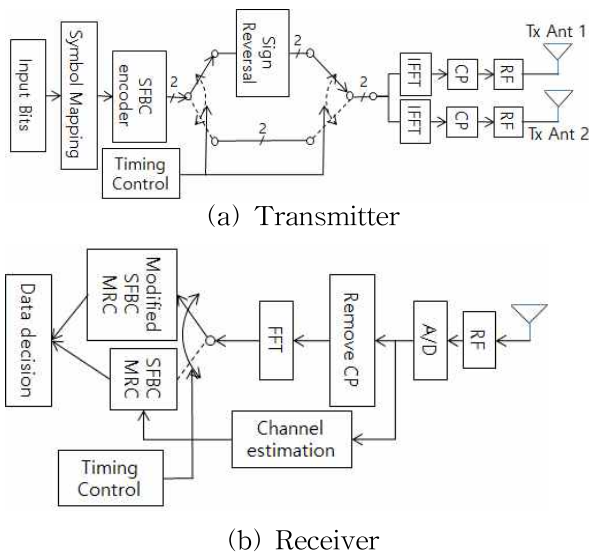 Input Bits
Symbol Mapping
SFBC
encoder
2
Sign
Reversal
2
2
2
Timing
Control
IFFT
CP
RF
Tx Ant 1
IFFT
CP
RF
Tx Ant 2
(a) Transmitter
Data decision
Modified
SFBC
MRC
SFBC
MRC
FFT
Remove CP
A/D
RF
Channel
estimation
Timing
Control
(b) Receiver